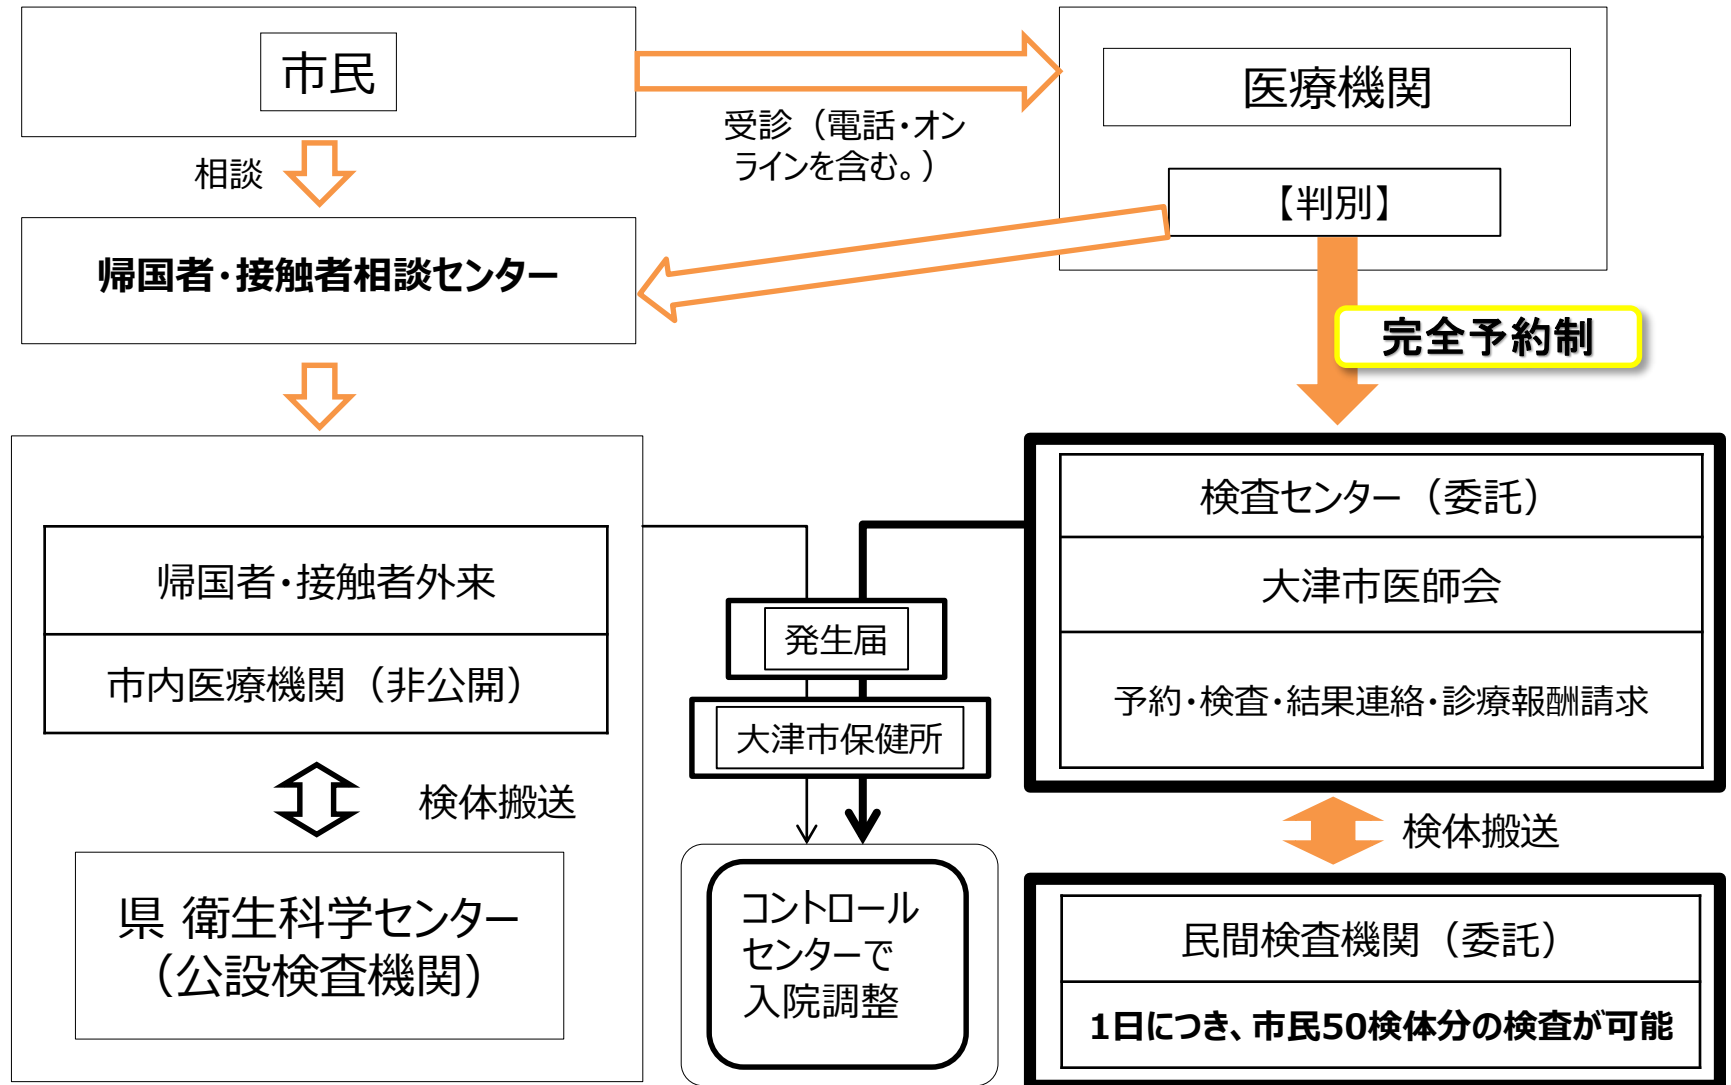 市民
医療機関
受診（電話・オン
ラインを含む。）
相談
【判別】
帰国者・接触者相談センター
完全予約制
検査センター（委託）
大津市医師会
予約・検査・結果連絡・診療報酬請求
帰国者・接触者外来
市内医療機関（非公開）
発生届
大津市保健所
検体搬送
検体搬送
県 衛生科学センター
（公設検査機関）
コントロール
センターで
入院調整
民間検査機関（委託）
1日につき、市民50検体分の検査が可能